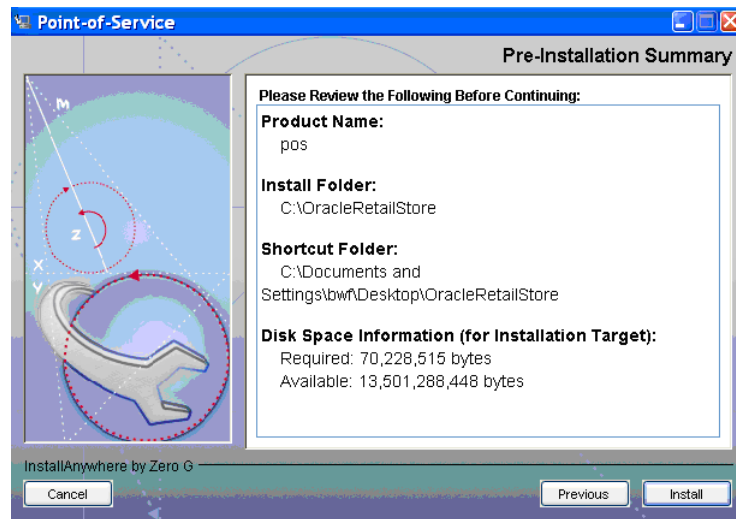 Point-of-Service
Pre-Installation Summary
M
Z
X
Y
Please Review the Following Before Continuing:
Product Name:
pos
Install Folder:
C:\OracleRetailStore
Shortcut Folder:
C:\Documents and
Settings\bwf\Desktop\OracleRetailStore
Disk Space Information (for Installation Target):
Required: 70,228,515 bytes
Available: 13,501,288,448 bytes
InstallAnywhere by Zero G
Cancel
Previous
Install